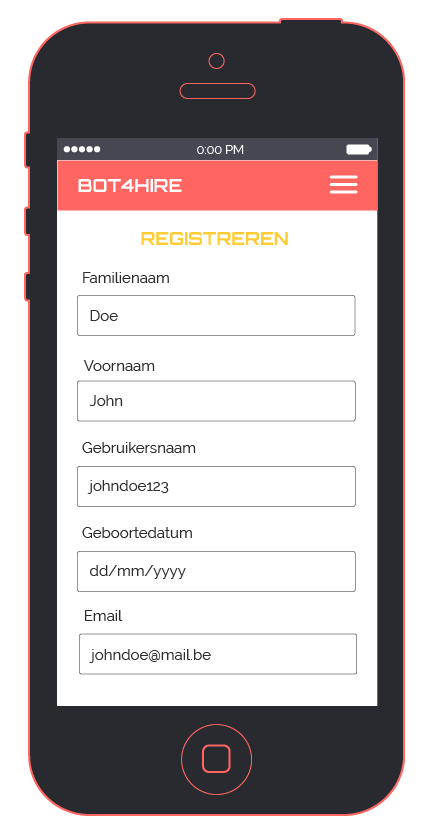 0:00 PM
BOT4HIRE
REGISTREREN
Familienaam
Doe
Voornaam
John
Gebruikersnaam
johndoe123
Geboortedatum
dd/mm/yyyy
Email
johndoe@mail.be